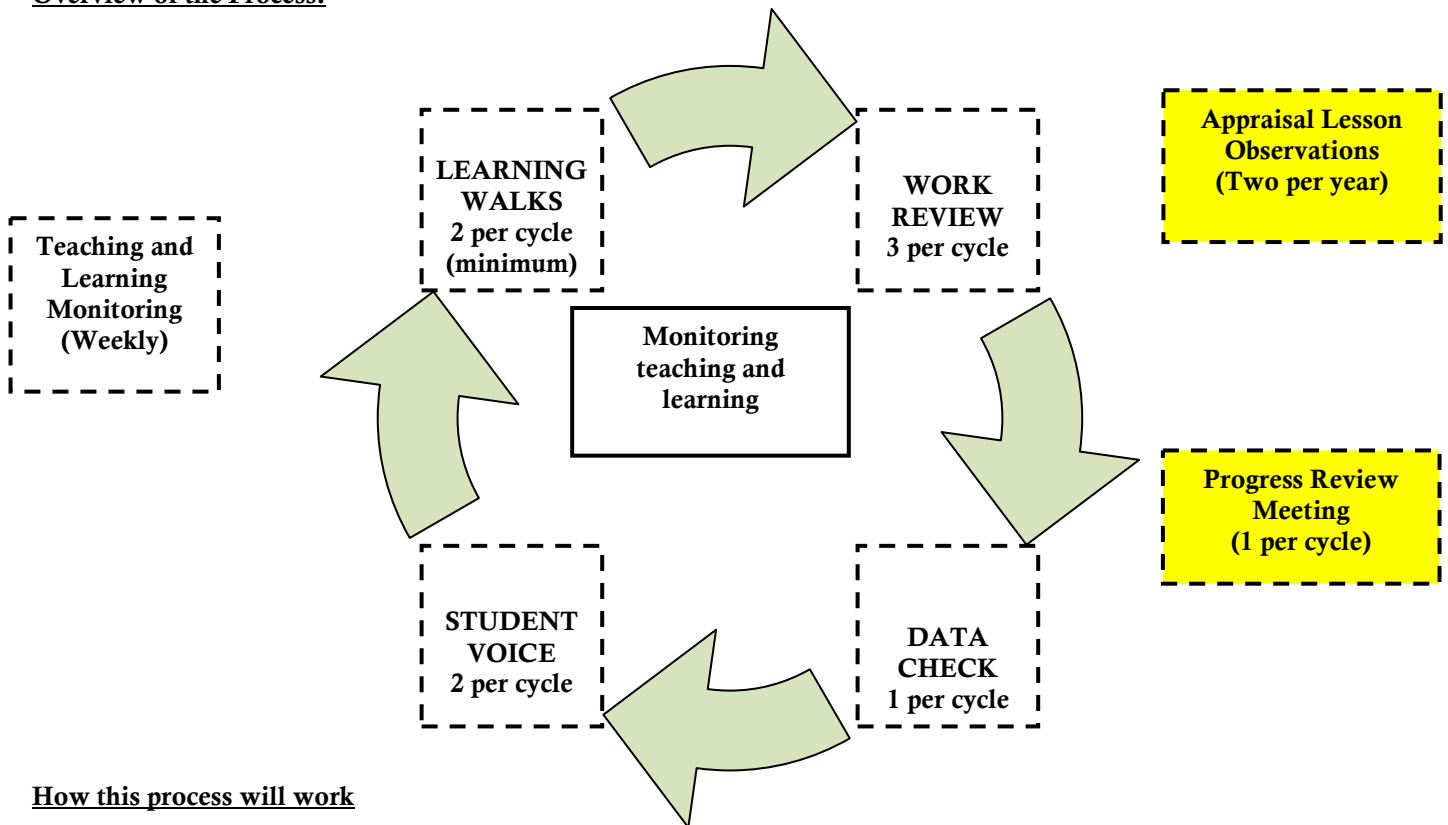 Overview of the Process:
LEARNING
WALKS
2 per cycle
(minimum)
WORK
REVIEW
3 per cycle
Appraisal Lesson
Observations
(Two per year)
Teaching and
Learning
Monitoring
(Weekly)
Monitoring
teaching and
learning
Progress Review
Meeting
(1 per cycle)
STUDENT
VOICE
2 per cycle
DATA
CHECK
1 per cycle
How this process will work